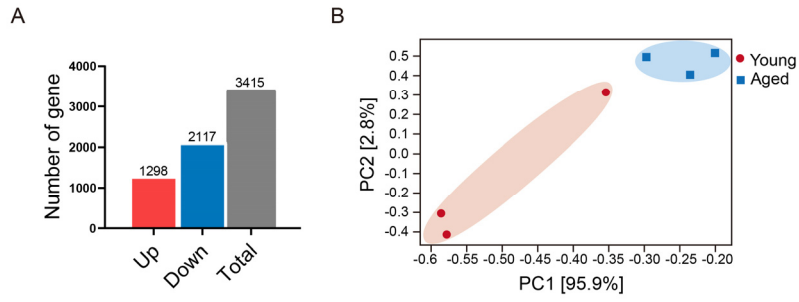 A
Number of gene
4000
3000
2000
1000
0
1298
2117
3415
Up
Down
Total
B
PC2 [2.8%]
0.5
0.4
0.3
0.2
0.1
0.0
-0.1
-0.2
-0.3
-0.4
-0.6
-0.55
-0.50
-0.45
-0.40
-0.35
-0.30
-0.25
-0.20
PC1 [95.9%]
Young
Aged